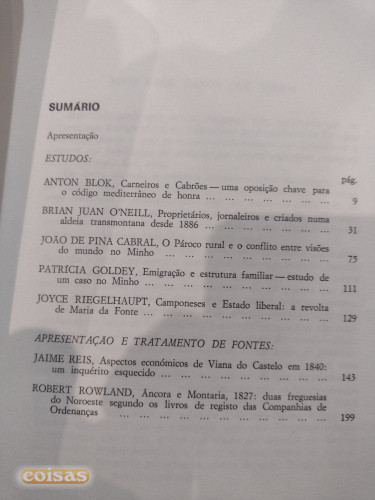 SUMÁRIO
Apresentação
ESTUDOS:
pág.
ANTON BLOK, Carneiros e Cabrões — uma oposição chave para
o código mediterrâneo de honra ... ... ... ... ... ... ... 9
BRIAN JUAN O'NEILL, Proprietários, jornaleiros e criados numa
aldeia transmontana desde 1886 ... ... ... ... ... ... ... 31
JOÃO DE PINA CABRAL, O Pároco rural e o conflito entre visões
do mundo no Minho ... ... ... ... ... ... ... ... ... 75
PATRÍCIA GOLDEY, Emigração e estrutura familiar — estudo de
um caso no Minho ... ... ... ... ... ... ... ... ... 111
JOYCE RIEGELHAUPT, Camponeses e Estado liberal: a revolta
de Maria da Fonte ... ... ... ... ... ... ... ... ... 129
APRESENTAÇÃO E TRATAMENTO DE FONTES:
JAIME REIS, Aspectos económicos de Viana do Castelo em 1840:
um inquérito esquecido ... ... ... ... ... ... ... ... 143
ROBERT ROWLAND, Âncora e Montaria, 1827: duas freguesias
do Noroeste segundo os livros de registo das Companhias de
Ordenanças ... ... ... ... ... ... ... ... ... ... 199
coisas